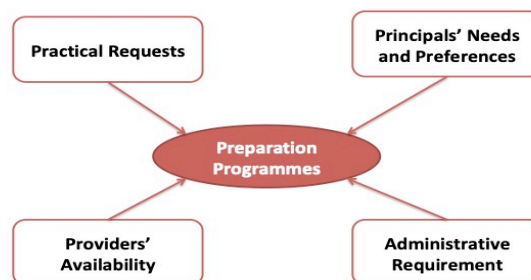 Practical Requests
Principals’ Needs
and Preferences
Preparation
Programmes
Providers’
Availability
Administrative
Requirement